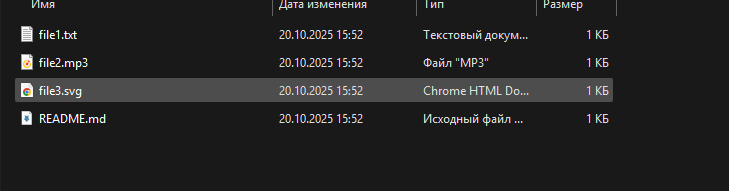 Имя Дата изменения Тип Размер
file1.txt 20.10.2025 15:52 Текстовый докум... 1 КБ
file2.mp3 20.10.2025 15:52 Файл "MP3" 1 КБ
file3.svg 20.10.2025 15:52 Chrome HTML Do... 1 КБ
README.md 20.10.2025 15:52 Исходный файл ... 1 КБ